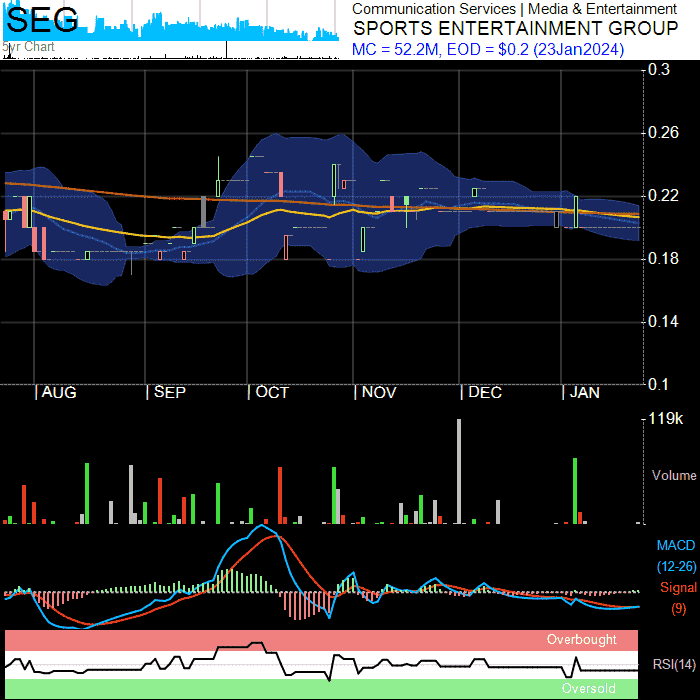 SEG
5yr Chart
Communication Services | Media & Entertainment
SPORTS ENTERTAINMENT GROUP
MC = 52.2M, EOD = $0.2 (23Jan2024)
0.3
0.26
0.22
0.18
0.14
0.1
| AUG | SEP | OCT | NOV | DEC | JAN
119k
Volume
MACD
(12-26)
Signal
(9)
Overbought
RSI(14)
Oversold